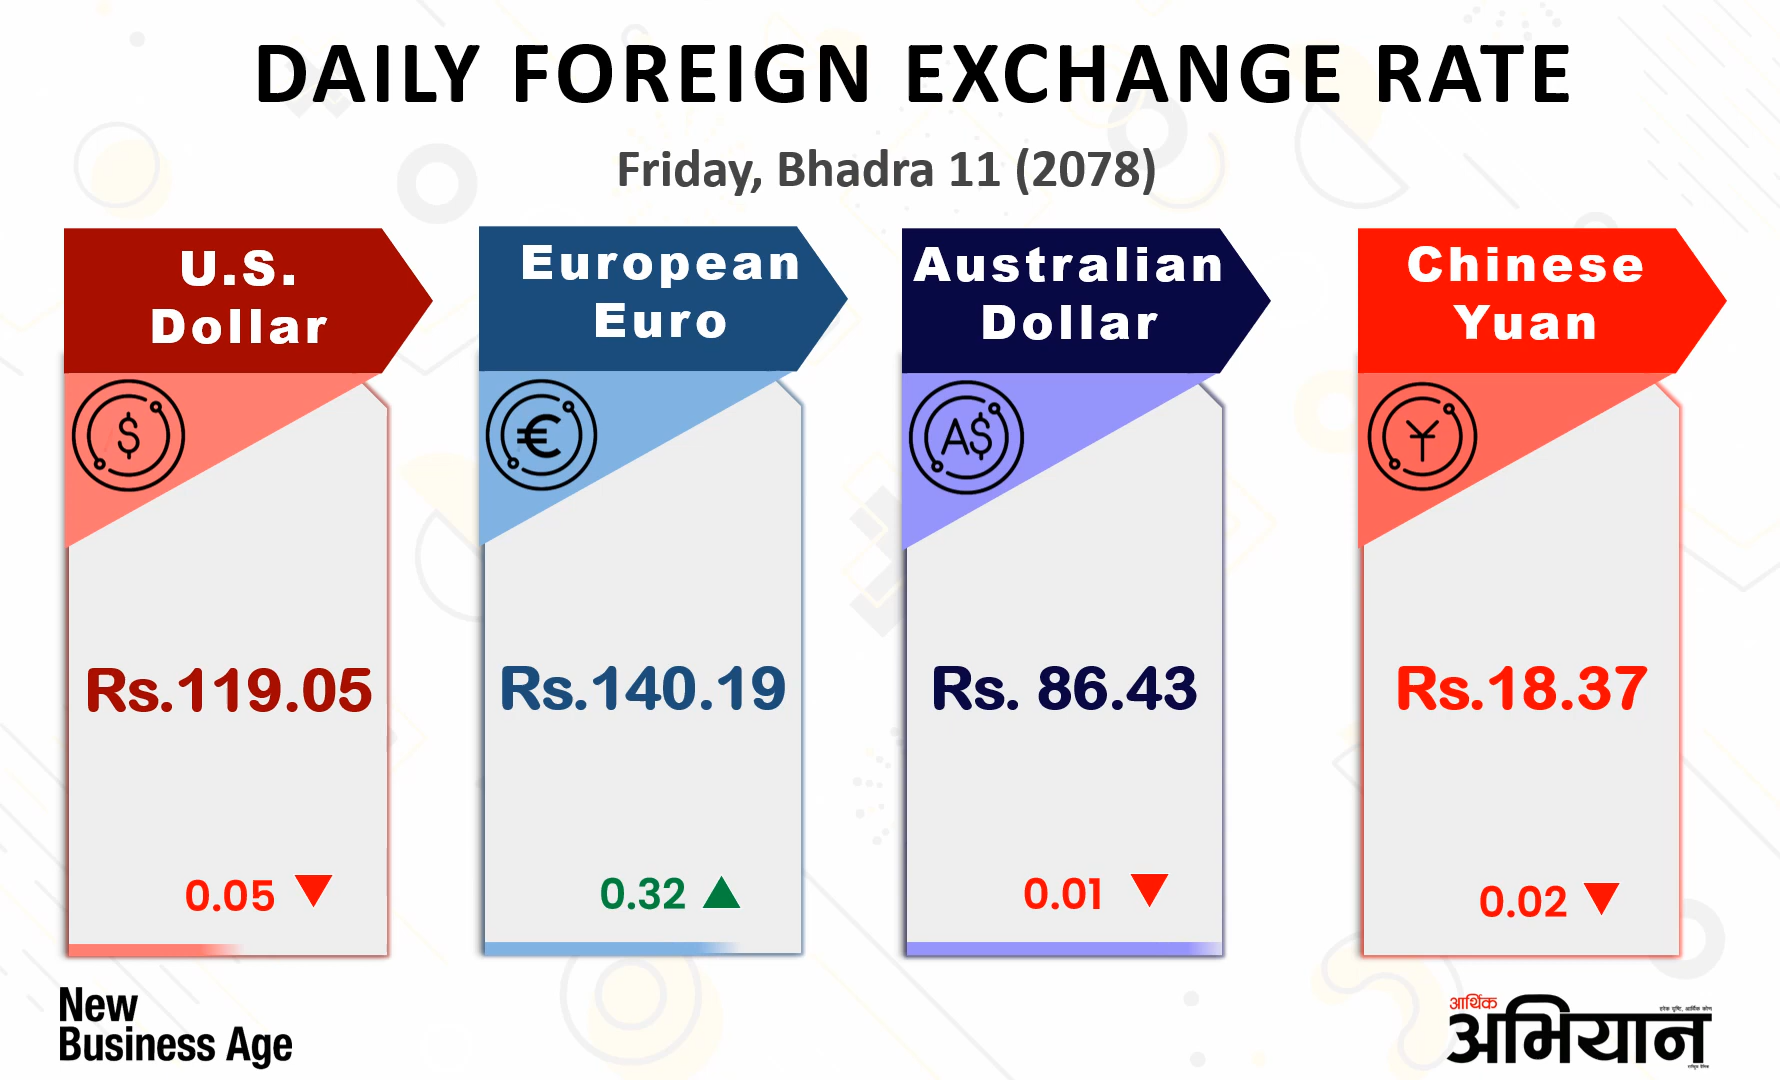 DAILY FOREIGN EXCHANGE RATE
Friday, Bhadra 11 (2078)
U.S.
Dollar
$
Rs.119.05
0.05 ▼
European
Euro
€
Rs.140.19
0.32 ▲
Australian
Dollar
A$
Rs. 86.43
0.01 ▼
Chinese
Yuan
Rs.18.37
0.02 ▼
New
Business Age
आर्थिक
अभियान